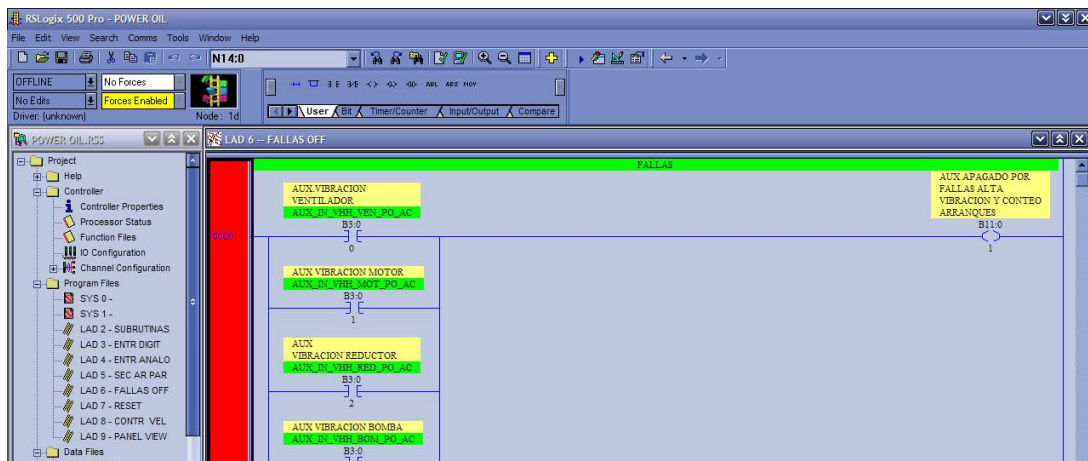 RSLogix 500 Pro - POWER OIL
File Edit View Search Comms Tools Window Help
N14:0
OFFLINE No Forces
No Edits Forces Enabled
Driver: (unknown) Node: 1d
ABL ABS MOV
User Bit Timer/Counter Input/Output Compare
POWER OIL.RSS
Project
Help
Controller
Controller Properties
Processor Status
Function Files
IO Configuration
Channel Configuration
Program Files
SYS 0 -
SYS 1 -
LAD 2 - SUBRUTINAS
LAD 3 - ENTR DIGIT
LAD 4 - ENTR ANALO
LAD 5 - SEC AR PAR
LAD 6 - FALLAS OFF
LAD 7 - RESET
LAD 8 - CONTR VEL
LAD 9 - PANEL VIEW
Data Files
LAD 6 -- FALLAS OFF
FALLAS
0000
AUX.VIBRACION
VENTILADOR
AUX_IN_VHH_VEN_PO_AC
B3:0
0
AUX APAGADO POR
FALLAS ALTA
VIBRACION Y CONTEO
ARRANQUES
B11:0
1
AUX VIBRACION MOTOR
AUX_IN_VHH_MOT_PO_AC
B3:0
1
AUX
VIBRACION REDUCTOR
AUX_IN_VHH_RED_PO_AC
B3:0
2
AUX VIBRACION BOMBA
AUX_IN_VHH_BOM_PO_AC
B3:0